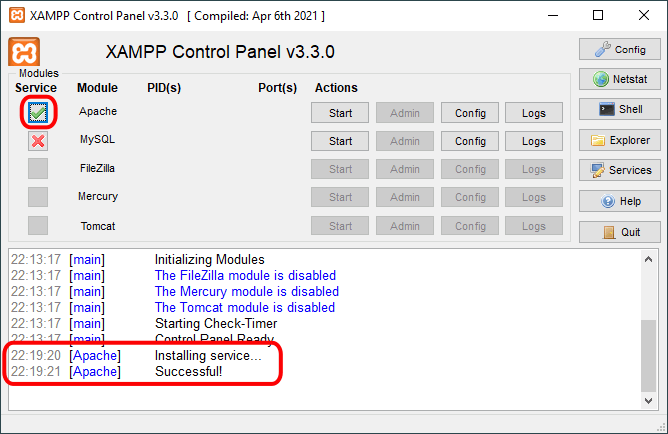 XAMPP Control Panel v3.3.0 [ Compiled: Apr 6th 2021 ]
XAMPP Control Panel v3.3.0
Config
Modules
Service Module PID(s) Port(s) Actions
Netstat
Apache Start Admin Config Logs
Shell
MySQL Start Admin Config Logs
Explorer
FileZilla Start Admin Config Logs
Services
Mercury Start Admin Config Logs
Help
Tomcat Start Admin Config Logs
Quit
22:13:17 [main] Initializing Modules
22:13:17 [main] The FileZilla module is disabled
22:13:17 [main] The Mercury module is disabled
22:13:17 [main] The Tomcat module is disabled
22:13:17 [main] Starting Check-Timer
22:13:17 [main] Control Panel Ready
22:19:20 [Apache] Installing service...
22:19:21 [Apache] Successful!